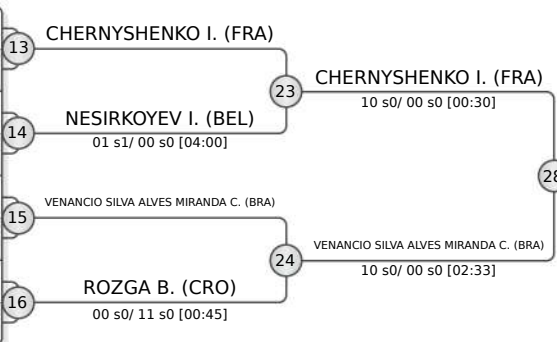 13
CHERNYSHENKO I. (FRA)
23
CHERNYSHENKO I. (FRA)
10 s0/ 00 s0 [00:30]
14
NESIRKOYEV I. (BEL)
01 s1/ 00 s0 [04:00]
28
15
VENANCIO SILVA ALVES MIRANDA C. (BRA)
24
VENANCIO SILVA ALVES MIRANDA C. (BRA)
10 s0/ 00 s0 [02:33]
16
ROZGA B. (CRO)
00 s0/ 11 s0 [00:45]